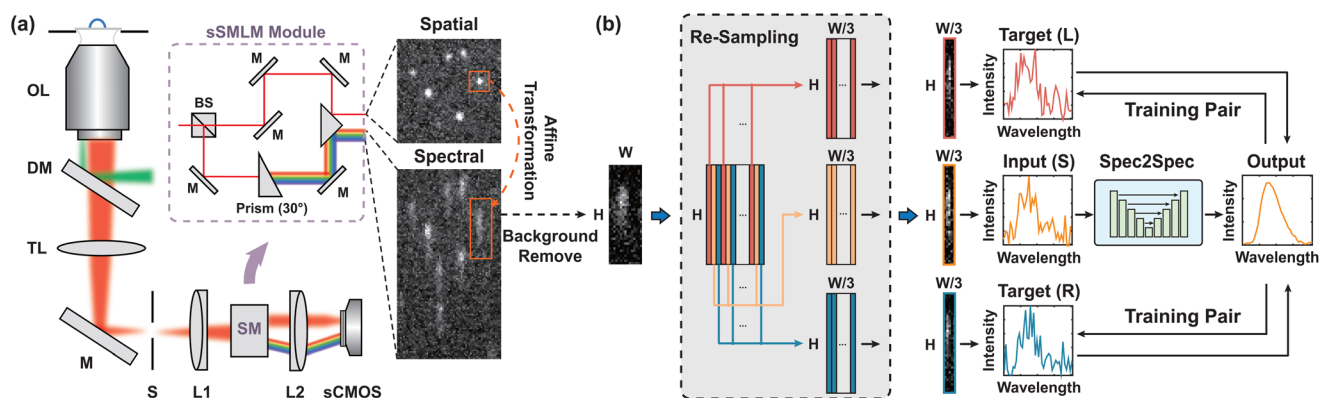 (a)
OL
DM
TL
M
S
L1
SM
L2
sCMOS
sSMLM Module
BS
M
M
M
M
M
Prism (30°)
Spatial
Affine
Transformation
Spectral
Background
Remove
(b)
W
H
Re-Sampling
H
...
...
...
...
W/3
H
...
W/3
H
...
W/3
H
...
W/3
H
Target (L)
Intensity
Wavelength
Training Pair
W/3
H
Input (S)
Intensity
Wavelength
Spec2Spec
Output
Intensity
Wavelength
W/3
H
Target (R)
Intensity
Wavelength
Training Pair